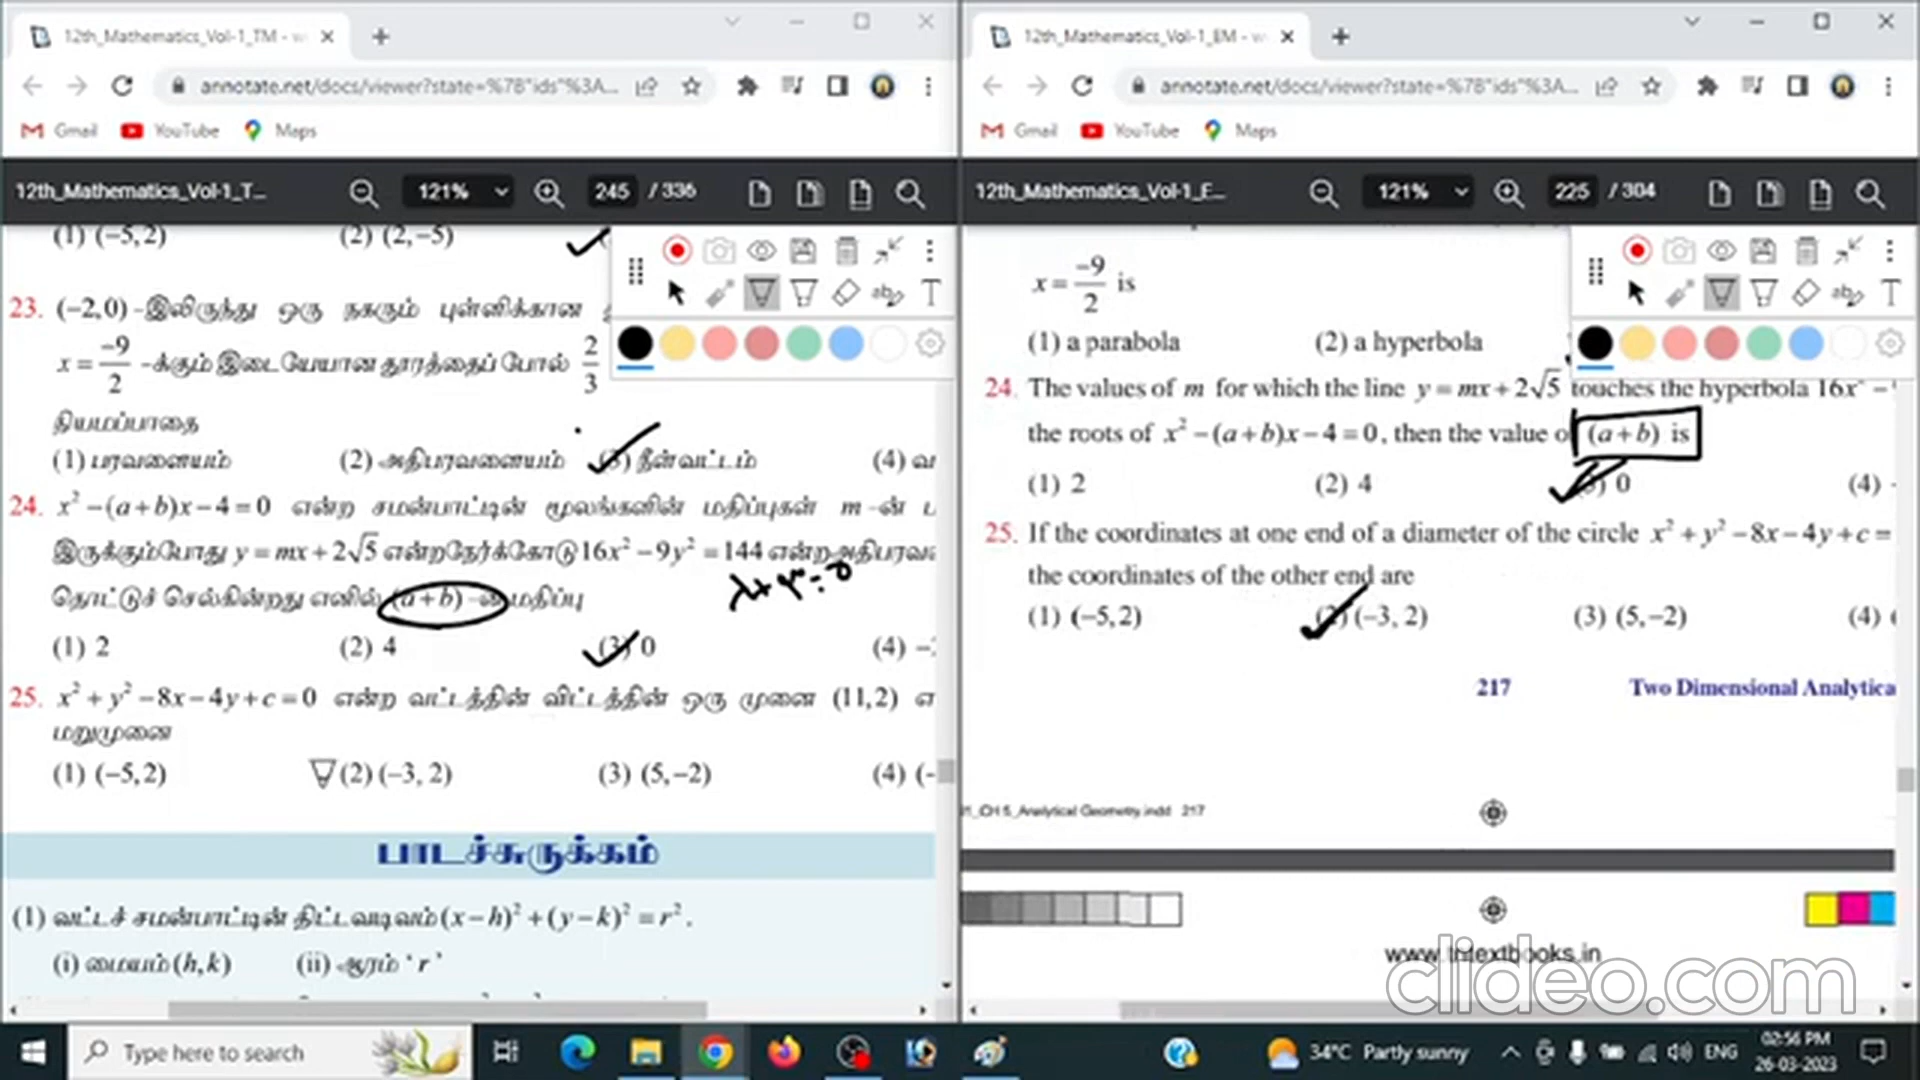 12th_Mathematics_Vol-1_TM - w
annotate.net/docs/viewer?state=%7B"ids"%3A...
Gmail YouTube Maps
12th_Mathematics_Vol-1_T... 121% 245 / 336
(1) (−5,2) (2) (2,−5)
23. (−2,0) -இலிருந்து ஒரு நகரும் புள்ளிக்கான
x = −9/2 -க்கும் இடையேயான தூரத்தைப் போல் 2/3
நியமப்பாதை
(1) பரவளையம் (2) அதிபரவளையம் (3) நீள்வட்டம் (4) வ
24. x² −(a+b)x−4=0 என்ற சமன்பாட்டின் மூலங்களின் மதிப்புகள் m -ன் ம
இருக்கும்போது y = mx+2√5 என்றநேர்க்கோடு 16x² −9y² =144 என்றஅதிபரவ
தொட்டுச் செல்கின்றது எனில் (a+b) -ன் மதிப்பு
(1) 2 (2) 4 (3) 0 (4) −
25. x² + y² −8x−4y+c=0 என்ற வட்டத்தின் விட்டத்தின் ஒரு முனை (11,2) எ
மறுமுனை
(1) (−5,2) (2) (−3, 2) (3) (5,−2) (4) (−
பாடச்சுருக்கம்
(1) வட்டச் சமன்பாட்டின் திட்ட வடிவம் (x−h)² +(y−k)² = r².
(i) மையம் (h,k) (ii) ஆரம் ' r '
12th_Mathematics_Vol-1_EM - w
annotate.net/docs/viewer?state=%7B"ids"%3A...
Gmail YouTube Maps
12th_Mathematics_Vol-1_E... 121% 225 / 304
x = −9/2 is
(1) a parabola (2) a hyperbola
24. The values of m for which the line y = mx+2√5 touches the hyperbola 16x² −
the roots of x² −(a+b)x−4=0, then the value o (a+b) is
(1) 2 (2) 4 (3) 0 (4) -
25. If the coordinates at one end of a diameter of the circle x² + y² −8x−4y+c =
the coordinates of the other end are
(1) (−5,2) (2) (−3, 2) (3) (5,−2) (4) (
217 Two Dimensional Analytica
Analytical Geometry.indd 217
www.tntextbooks.in
clideo.com
Type here to search
34°C Partly sunny ENG 02:56 PM
26-03-2023